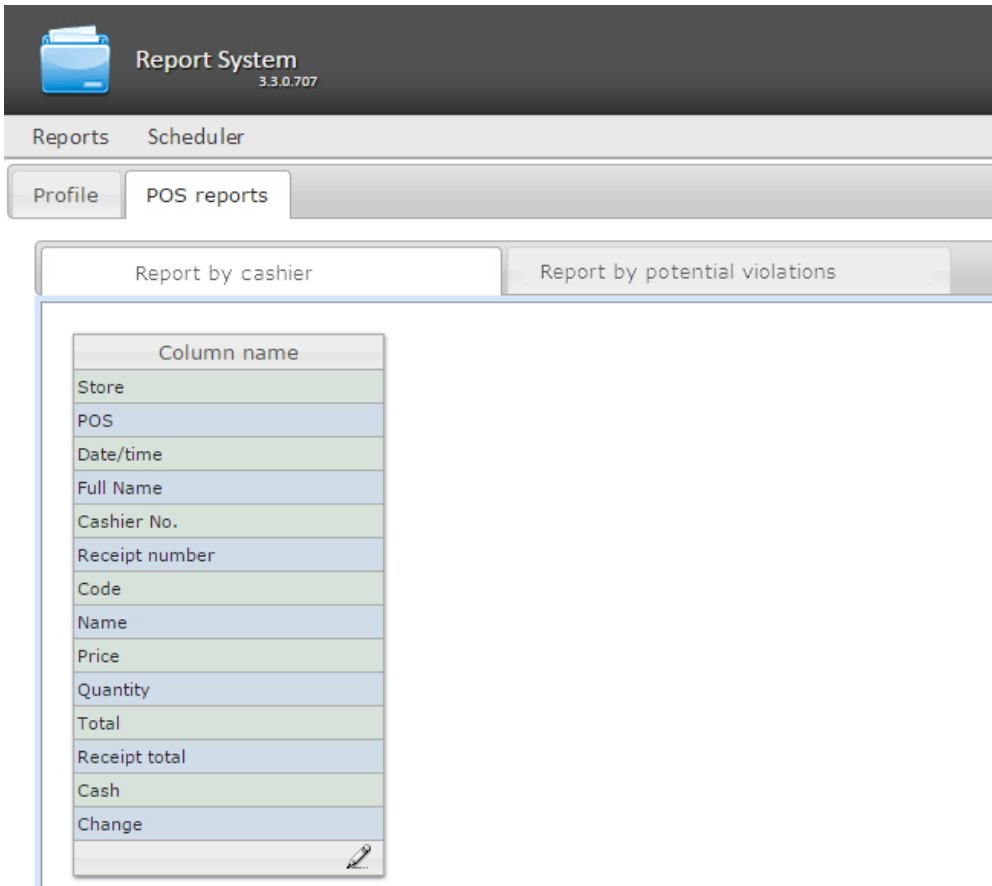 Report System
3.3.0.707
Reports Scheduler
Profile POS reports
Report by cashier Report by potential violations
Column name
Store
POS
Date/time
Full Name
Cashier No.
Receipt number
Code
Name
Price
Quantity
Total
Receipt total
Cash
Change